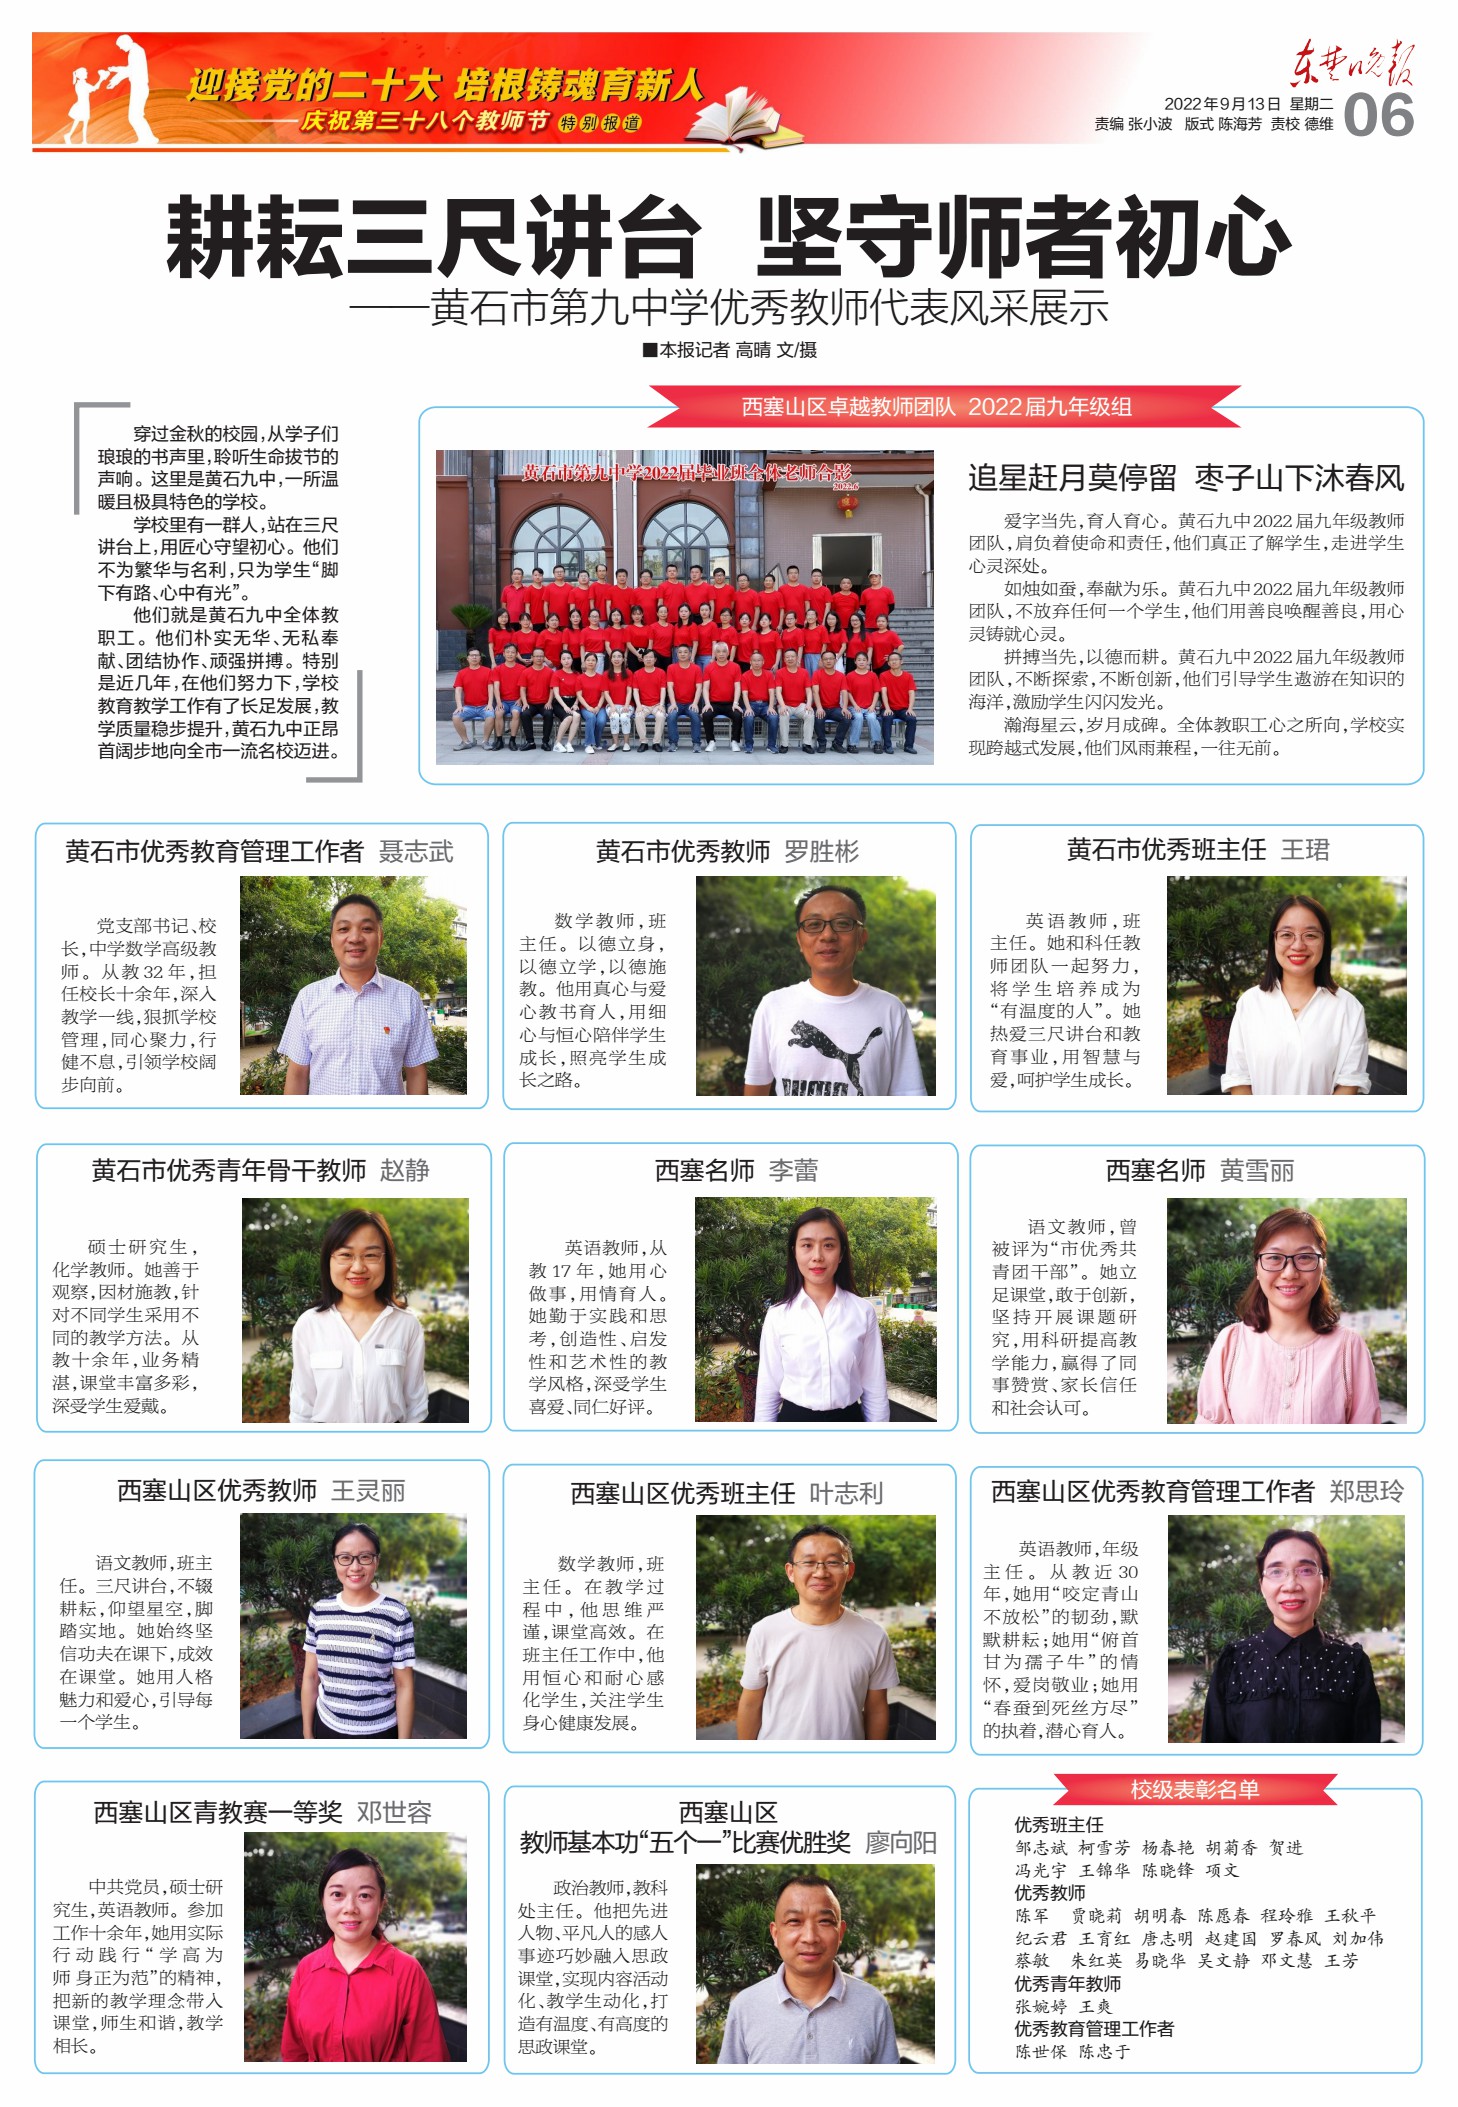 迎接党的二十大 培根铸魂育新人
——庆祝第三十八个教师节 特别报道
东楚晚报
2022年9月13日 星期二
责编 张小波 版式 陈海芳 责校 德维
06
耕耘三尺讲台 坚守师者初心
——黄石市第九中学优秀教师代表风采展示
■本报记者 高晴 文/摄
穿过金秋的校园,从学子们
琅琅的书声里,聆听生命拔节的
声响。这里是黄石九中,一所温
暖且极具特色的学校。
学校里有一群人,站在三尺
讲台上,用匠心守望初心。他们
不为繁华与名利,只为学生“脚
下有路、心中有光”。
他们就是黄石九中全体教
职工。他们朴实无华、无私奉
献、团结协作、顽强拼搏。特别
是近几年,在他们努力下,学校
教育教学工作有了长足发展,教
学质量稳步提升,黄石九中正昂
首阔步地向全市一流名校迈进。
西塞山区卓越教师团队 2022届九年级组
黄石市第九中学2022届毕业班全体老师合影
2022.6
追星赶月莫停留 枣子山下沐春风
爱字当先,育人育心。黄石九中2022届九年级教师
团队,肩负着使命和责任,他们真正了解学生,走进学生
心灵深处。
如烛如蚕,奉献为乐。黄石九中2022届九年级教师
团队,不放弃任何一个学生,他们用善良唤醒善良,用心
灵铸就心灵。
拼搏当先,以德而耕。黄石九中2022届九年级教师
团队,不断探索,不断创新,他们引导学生遨游在知识的
海洋,激励学生闪闪发光。
瀚海星云,岁月成碑。全体教职工心之所向,学校实
现跨越式发展,他们风雨兼程,一往无前。
黄石市优秀教育管理工作者 聂志武
党支部书记、校
长,中学数学高级教
师。从教32年,担
任校长十余年,深入
教学一线,狠抓学校
管理,同心聚力,行
健不息,引领学校阔
步向前。
黄石市优秀教师 罗胜彬
数学教师,班
主任。以德立身,
以德立学,以德施
教。他用真心与爱
心教书育人,用细
心与恒心陪伴学生
成长,照亮学生成
长之路。
黄石市优秀班主任 王珺
英语教师,班
主任。她和科任教
师团队一起努力,
将学生培养成为
“有温度的人”。她
热爱三尺讲台和教
育事业,用智慧与
爱,呵护学生成长。
黄石市优秀青年骨干教师 赵静
硕士研究生,
化学教师。她善于
观察,因材施教,针
对不同学生采用不
同的教学方法。从
教十余年,业务精
湛,课堂丰富多彩,
深受学生爱戴。
西塞名师 李蕾
英语教师,从
教17年,她用心
做事,用情育人。
她勤于实践和思
考,创造性、启发
性和艺术性的教
学风格,深受学生
喜爱、同仁好评。
西塞名师 黄雪丽
语文教师,曾
被评为“市优秀共
青团干部”。她立
足课堂,敢于创新,
坚持开展课题研
究,用科研提高教
学能力,赢得了同
事赞赏、家长信任
和社会认可。
西塞山区优秀教师 王灵丽
语文教师,班主
任。三尺讲台,不辍
耕耘,仰望星空,脚
踏实地。她始终坚
信功夫在课下,成效
在课堂。她用人格
魅力和爱心,引导每
一个学生。
西塞山区优秀班主任 叶志利
数学教师,班
主任。在教学过
程中,他思维严
谨,课堂高效。在
班主任工作中,他
用恒心和耐心感
化学生,关注学生
身心健康发展。
西塞山区优秀教育管理工作者 郑思玲
英语教师,年级
主任。从教近30
年,她用“咬定青山
不放松”的韧劲,默
默耕耘;她用“俯首
甘为孺子牛”的情
怀,爱岗敬业;她用
“春蚕到死丝方尽”
的执着,潜心育人。
西塞山区青教赛一等奖 邓世容
中共党员,硕士研
究生,英语教师。参加
工作十余年,她用实际
行动践行“学高为
师 身正为范”的精神,
把新的教学理念带入
课堂,师生和谐,教学
相长。
西塞山区
教师基本功“五个一”比赛优胜奖 廖向阳
政治教师,教科
处主任。他把先进
人物、平凡人的感人
事迹巧妙融入思政
课堂,实现内容活动
化、教学生动化,打
造有温度、有高度的
思政课堂。
校级表彰名单
优秀班主任
邹志斌 柯雪芳 杨春艳 胡菊香 贺进
冯光宇 王锦华 陈晓锋 项文
优秀教师
陈军 贾晓莉 胡明春 陈愿春 程玲雅 王秋平
纪云君 王育红 唐志明 赵建国 罗春风 刘加伟
蔡敏 朱红英 易晓华 吴文静 邓文慧 王芳
优秀青年教师
张婉婷 王爽
优秀教育管理工作者
陈世保 陈忠于